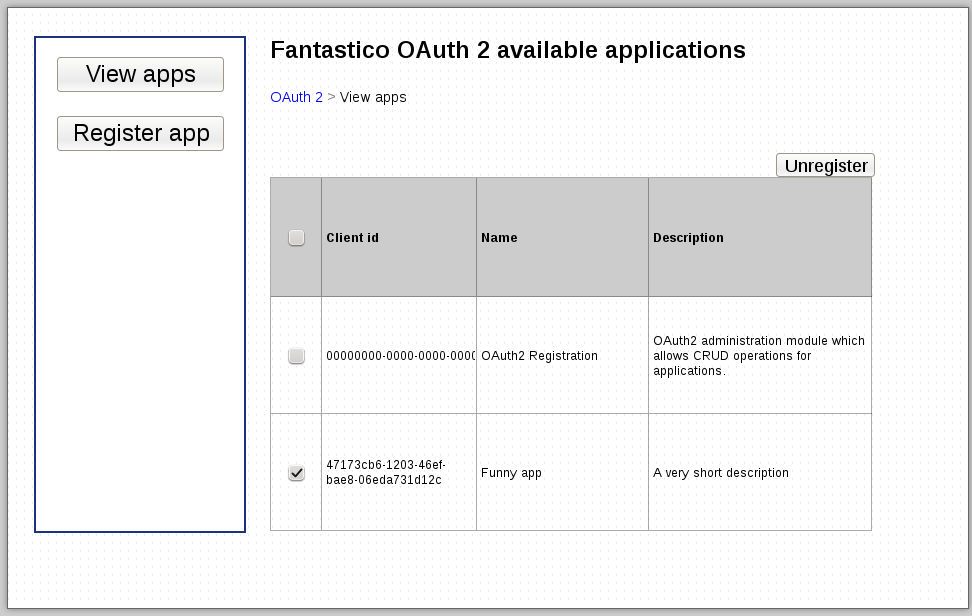 View apps
Register app
Fantastico OAuth 2 available applications
OAuth 2 > View apps
Unregister
Client id
Name
Description
00000000-0000-0000-0000
OAuth2 Registration
OAuth2 administration module which
allows CRUD operations for
applications.
47173cb6-1203-46ef-
bae8-06eda731d12c
Funny app
A very short description